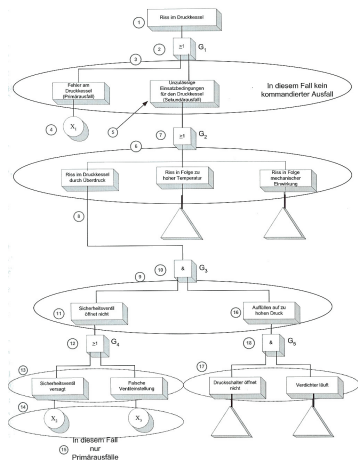 Riss im Druckkessel
1
2
≥1
G1
3
Fehler am
Druckkessel
(Primärausfall)
Unzulässige
Einsatzbedingungen
für den Druckkessel
(Sekundärausfall)
In diesem Fall kein
kommandierter Ausfall
4
X1
5
7
≥1
G2
6
Riss im Druckkessel
durch Überdruck
Riss in Folge zu
hoher Temperatur
Riss in Folge
mechanischer
Einwirkung
8
10
&
G3
9
11
Sicherheitsventil
öffnet nicht
16
Auffüllen auf zu
hohen Druck
12
≥1
G4
18
&
G5
13
Sicherheitsventil
versagt
Falsche
Ventileinstellung
17
Druckschalter öffnet
nicht
Verdichter läuft
14
X2
X3
In diesem Fall
15
nur
Primärausfälle